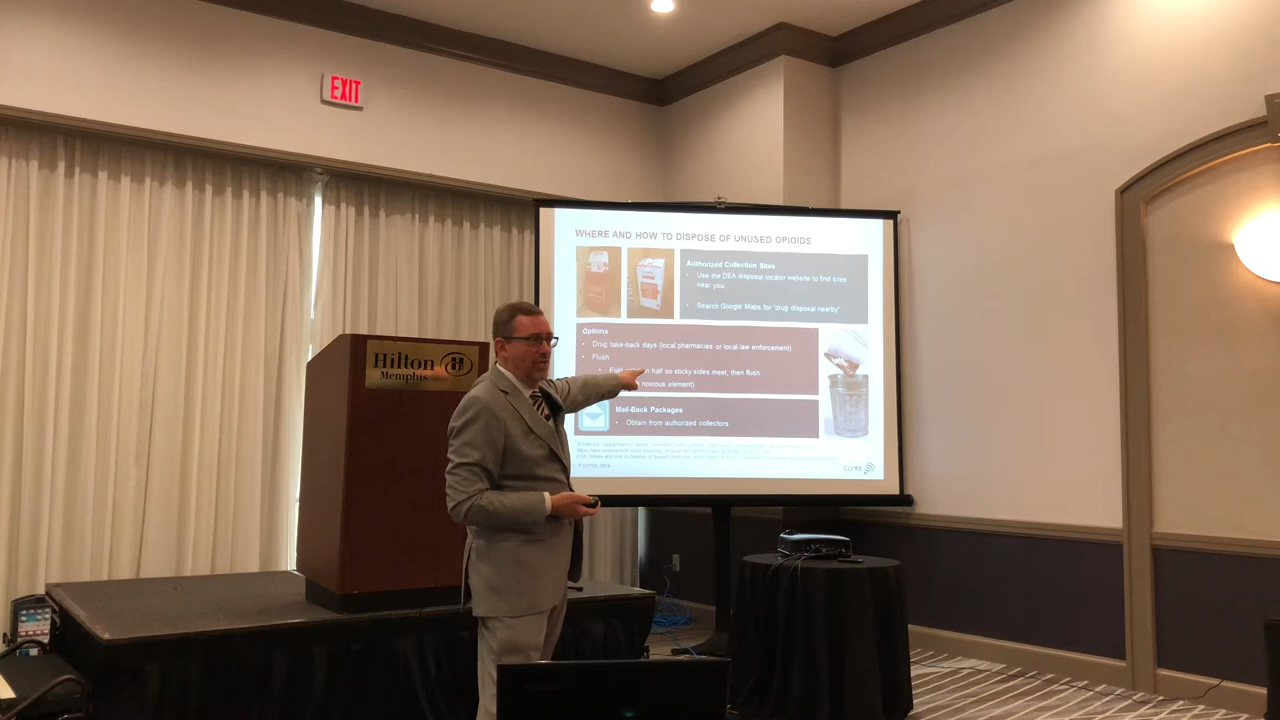 EXIT
Hilton
Memphis
WHERE AND HOW TO DISPOSE OF UNUSED OPIOIDS
Authorized Collection Sites
• Use the DEA disposal locator website to find sites
near you
• Search Google Maps for "drug disposal nearby"
Options
• Drug take-back days (local pharmacies or local law enforcement)
• Flush
• half so sticky sides meet, then flush
noxious element)
Mail-Back Packages
• Obtain from authorized collectors